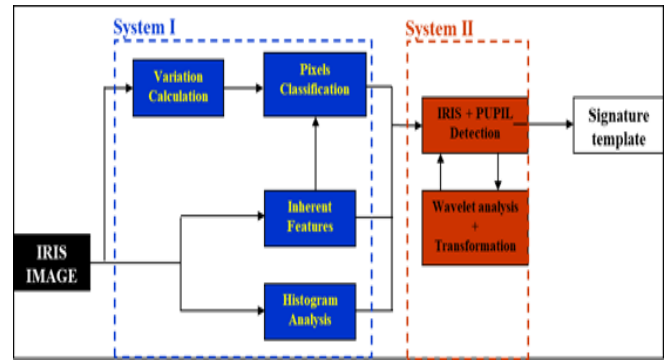 System I
System II
Variation
Calculation
Pixels
Classification
IRIS + PUPIL
Detection
Signature
template
Inherent
Features
Wavelet analysis
+
Transformation
IRIS
IMAGE
Histogram
Analysis